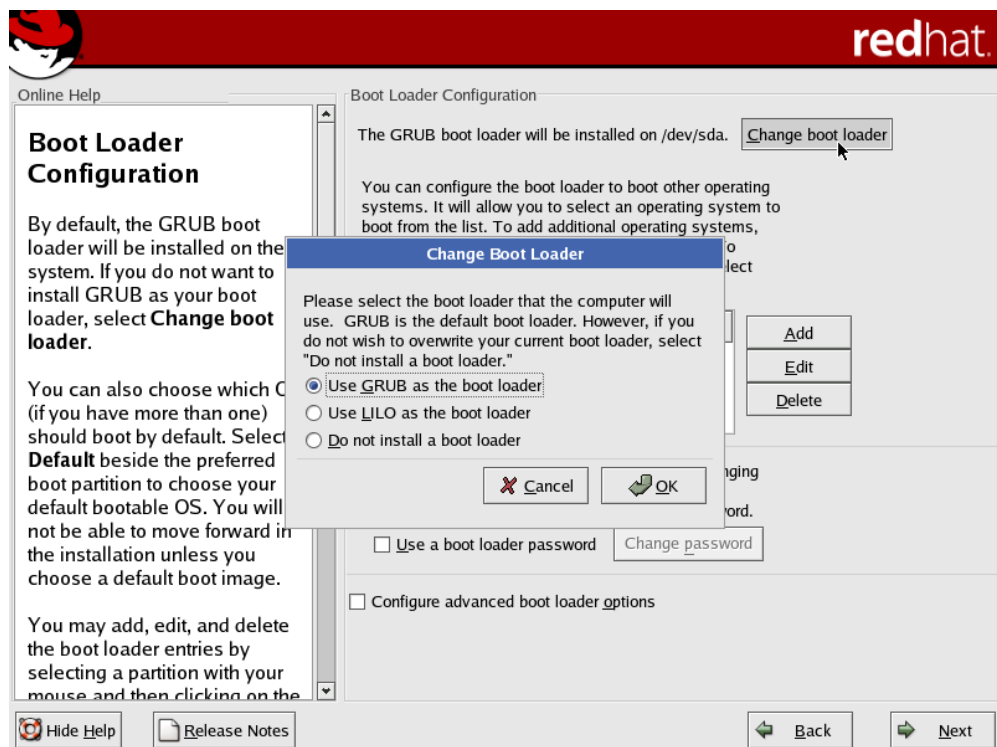 redhat.
Online Help
Boot Loader
Configuration
By default, the GRUB boot
loader will be installed on the
system. If you do not want to
install GRUB as your boot
loader, select Change boot
loader.
You can also choose which
(if you have more than one)
should boot by default. Select
Default beside the preferred
boot partition to choose your
default bootable OS. You will
not be able to move forward in
the installation unless you
choose a default boot image.
You may add, edit, and delete
the boot loader entries by
selecting a partition with your
mouse and then clicking on the
Boot Loader Configuration
The GRUB boot loader will be installed on /dev/sda.
Change boot loader
You can configure the boot loader to boot other operating
systems. It will allow you to select an operating system to
boot from the list. To add additional operating systems,
Change Boot Loader
Please select the boot loader that the computer will
use. GRUB is the default boot loader. However, if you
do not wish to overwrite your current boot loader, select
"Do not install a boot loader."
Use GRUB as the boot loader
Use LILO as the boot loader
Do not install a boot loader
Cancel
OK
Add
Edit
Delete
Use a boot loader password
Change password
Configure advanced boot loader options
Hide Help
Release Notes
Back
Next